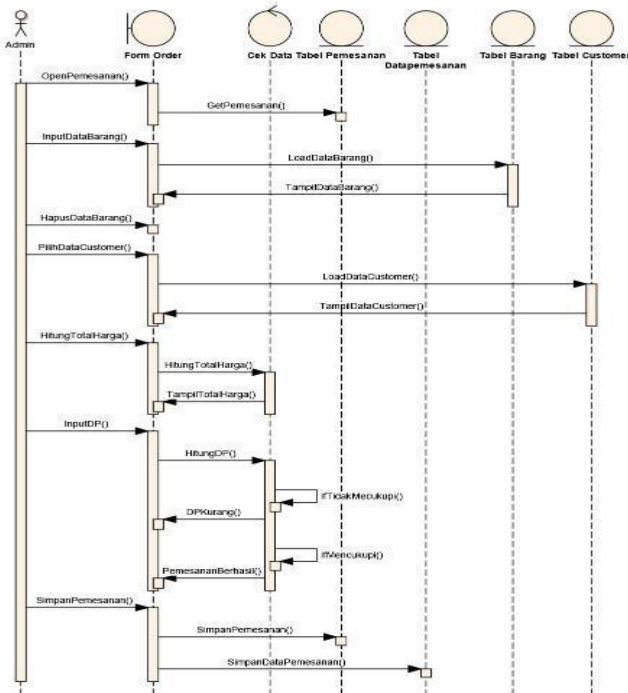 Admin
Form Order
Cek Data
Tabel Pemesanan
Tabel
Datapemesanan
Tabel Barang
Tabel Customer
OpenPemesanan()
GetPemesanan()
InputDataBarang()
LoadDataBarang()
TampilDataBarang()
HapusDataBarang()
PilihDataCustomer()
LoadDataCustomer()
TampilDataCustomer()
HitungTotalHarga()
HitungTotalHarga()
TampilTotalHarga()
InputDP()
HitungDP()
IfTidakMecukupi()
DPKurang()
IfMencukupi()
PemesananBerhasil()
SimpanPemesanan()
SimpanPemesanan()
SimpanDataPemesanan()